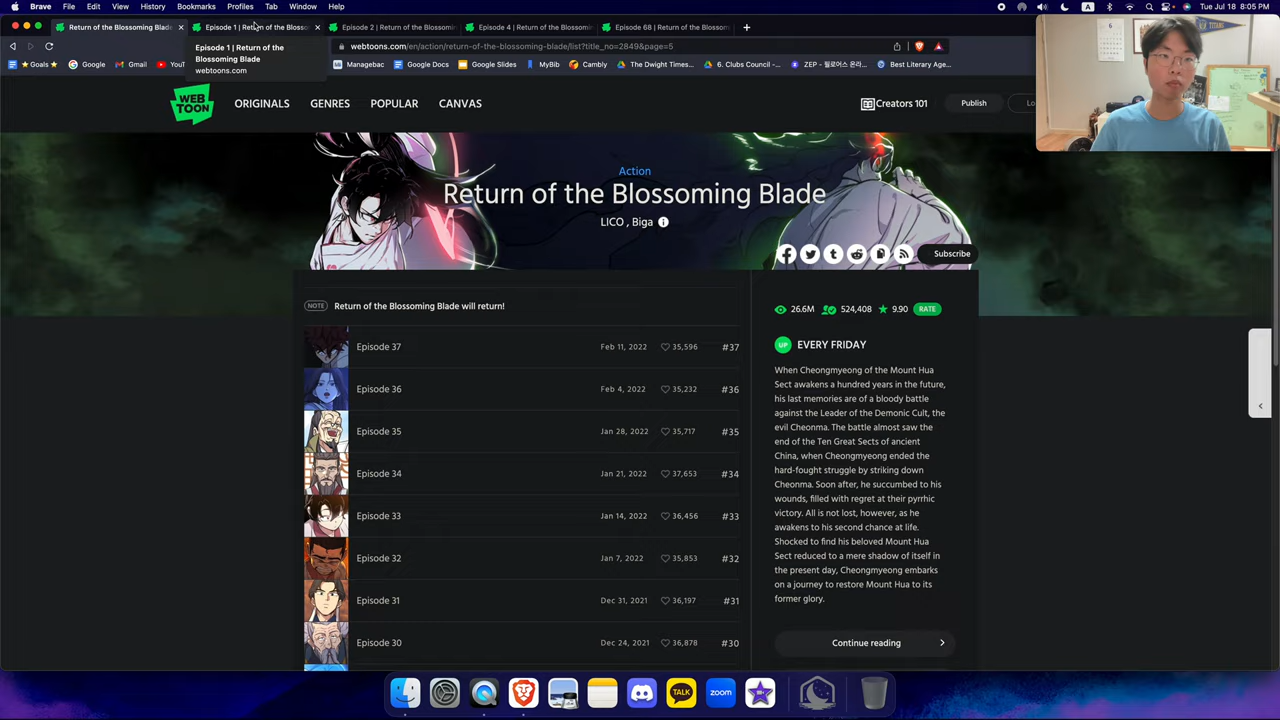 Brave File Edit View History Bookmarks Profiles Tab Window Help
A
Tue Jul 18 8:05 PM
Return of the Blossoming Blade
Episode 1 | Return of the Blosso
Episode 2 | Return of the Blossomi
Episode 4 | Return of the Blossomi
Episode 68 | Return of the Blossom
webtoons.com/en/action/return-of-the-blossoming-blade/list?title_no=2849&page=5
Episode 1 | Return of the
Blossoming Blade
webtoons.com
Goals
Google
Gmail
YouT
Managebac
Google Docs
Google Slides
MyBib
Cambly
The Dwight Times...
6. Clubs Council -...
ZEP - 웰로어스 온라...
Best Literary Age...
WEB
TOON
ORIGINALS GENRES POPULAR CANVAS
Creators 101
Publish
Lo
Action
Return of the Blossoming Blade
LICO , Biga
Subscribe
NOTE Return of the Blossoming Blade will return!
Episode 37 Feb 11, 2022 35,596 #37
Episode 36 Feb 4, 2022 35,232 #36
Episode 35 Jan 28, 2022 35,717 #35
Episode 34 Jan 21, 2022 37,653 #34
Episode 33 Jan 14, 2022 36,456 #33
Episode 32 Jan 7, 2022 35,853 #32
Episode 31 Dec 31, 2021 36,197 #31
Episode 30 Dec 24, 2021 36,878 #30
26.6M 524,408 9.90 RATE
UP EVERY FRIDAY
When Cheongmyeong of the Mount Hua
Sect awakens a hundred years in the future,
his last memories are of a bloody battle
against the Leader of the Demonic Cult, the
evil Cheonma. The battle almost saw the
end of the Ten Great Sects of ancient
China, when Cheongmyeong ended the
hard-fought struggle by striking down
Cheonma. Soon after, he succumbed to his
wounds, filled with regret at their pyrrhic
victory. All is not lost, however, as he
awakens to his second chance at life.
Shocked to find his beloved Mount Hua
Sect reduced to a mere shadow of itself in
the present day, Cheongmyeong embarks
on a journey to restore Mount Hua to its
former glory.
Continue reading
TALK
zoom